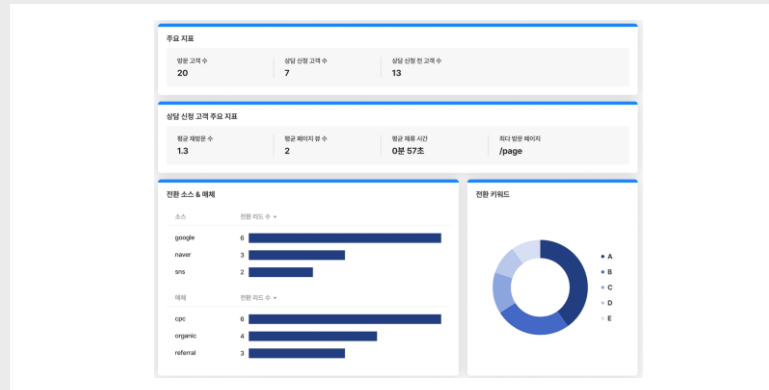 주요 지표
방문 고객 수
20
상담 신청 고객 수
7
상담 신청 전 고객 수
13
상담 신청 고객 주요 지표
평균 재방문 수
1.3
평균 페이지 뷰 수
2
평균 체류 시간
0분 57초
최다 방문 페이지
/page
전환 소스 & 매체
소스 전환 리드 수
google 6
naver 3
sns 2
매체 전환 리드 수
cpc 6
organic 4
referral 3
전환 키워드
A
B
C
D
E